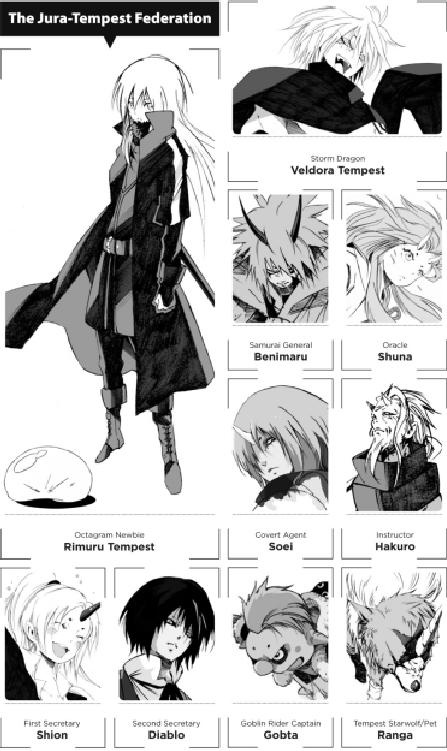 The Jura-Tempest Federation
Storm Dragon
Veldora Tempest
Samurai General
Benimaru
Oracle
Shuna
Octagram Newbie
Rimuru Tempest
Covert Agent
Soei
Instructor
Hakuro
First Secretary
Shion
Second Secretary
Diablo
Goblin Rider Captain
Gobta
Tempest Starwolf/Pet
Ranga